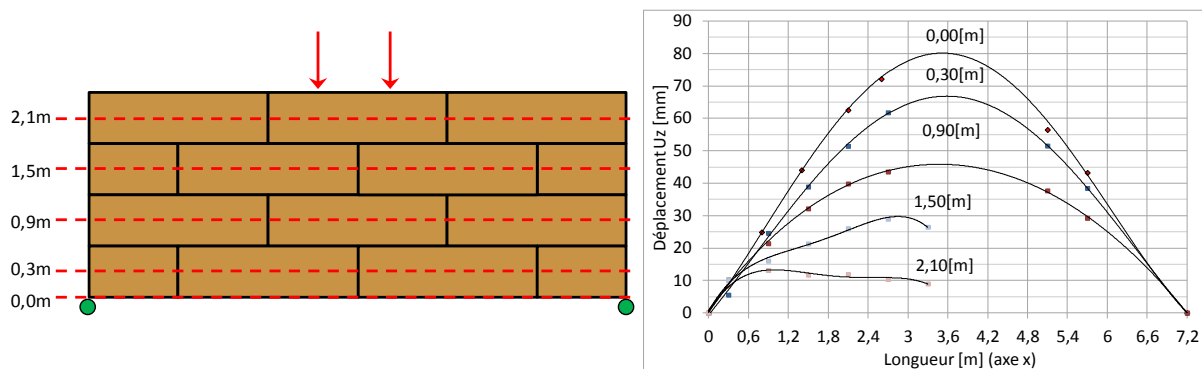 2,1m
1,5m
0,9m
0,3m
0,0m
Déplacement Uz [mm]
90
80
70
60
50
40
30
20
10
0
0,00[m]
0,30[m]
0,90[m]
1,50[m]
2,10[m]
0 0,6 1,2 1,8 2,4 3 3,6 4,2 4,8 5,4 6 6,6 7,2
Longueur [m] (axe x)